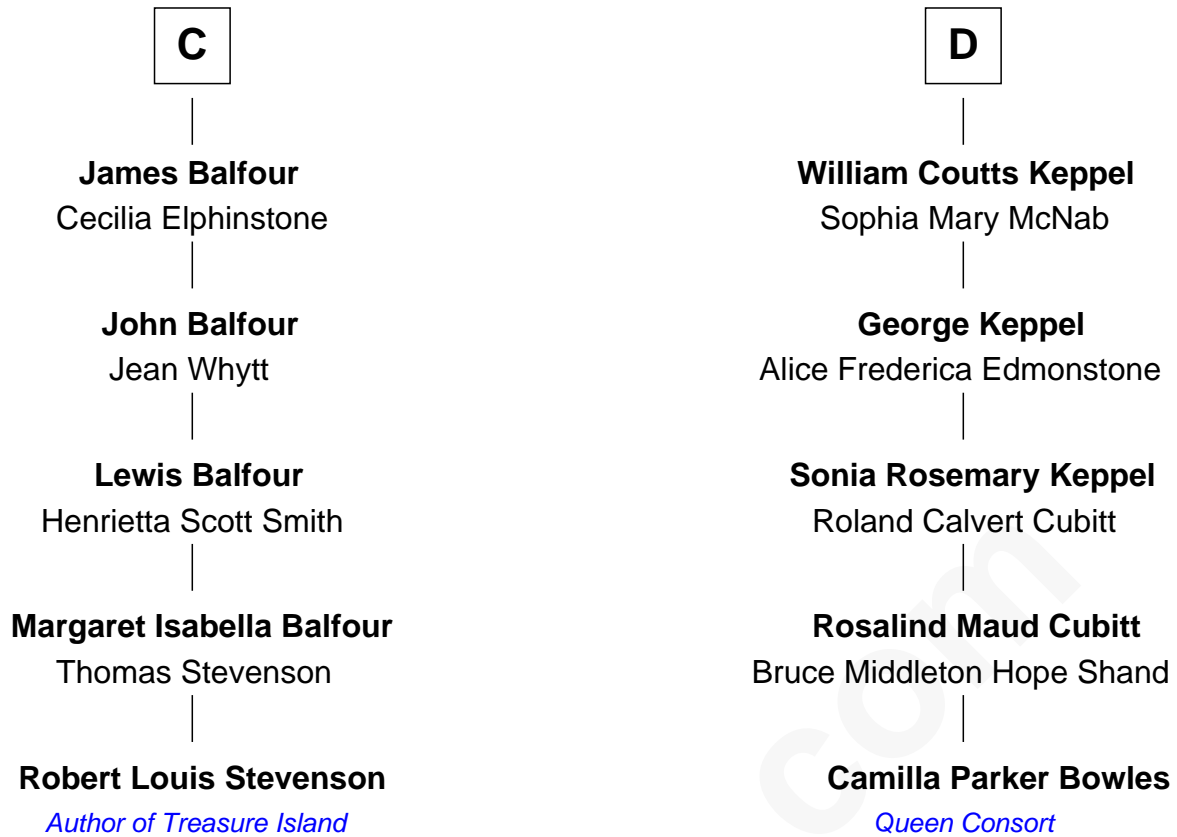 C
James Balfour
Cecilia Elphinstone
John Balfour
Jean Whytt
Lewis Balfour
Henrietta Scott Smith
Margaret Isabella Balfour
Thomas Stevenson
Robert Louis Stevenson
Author of Treasure Island
D
William Coutts Keppel
Sophia Mary McNab
George Keppel
Alice Frederica Edmonstone
Sonia Rosemary Keppel
Roland Calvert Cubitt
Rosalind Maud Cubitt
Bruce Middleton Hope Shand
Camilla Parker Bowles
Queen Consort
com